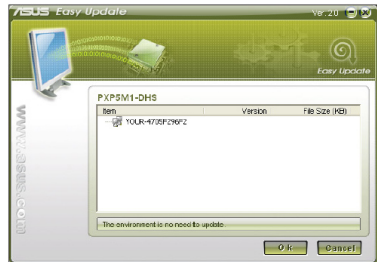 ASUS Easy Update
Ver.2.0
Easy Update
PXP5M1-DHS
Item Version File Size (KB)
YOUR-4705F296F2
The environment is no need to update
www.asus.com
Ok Cancel